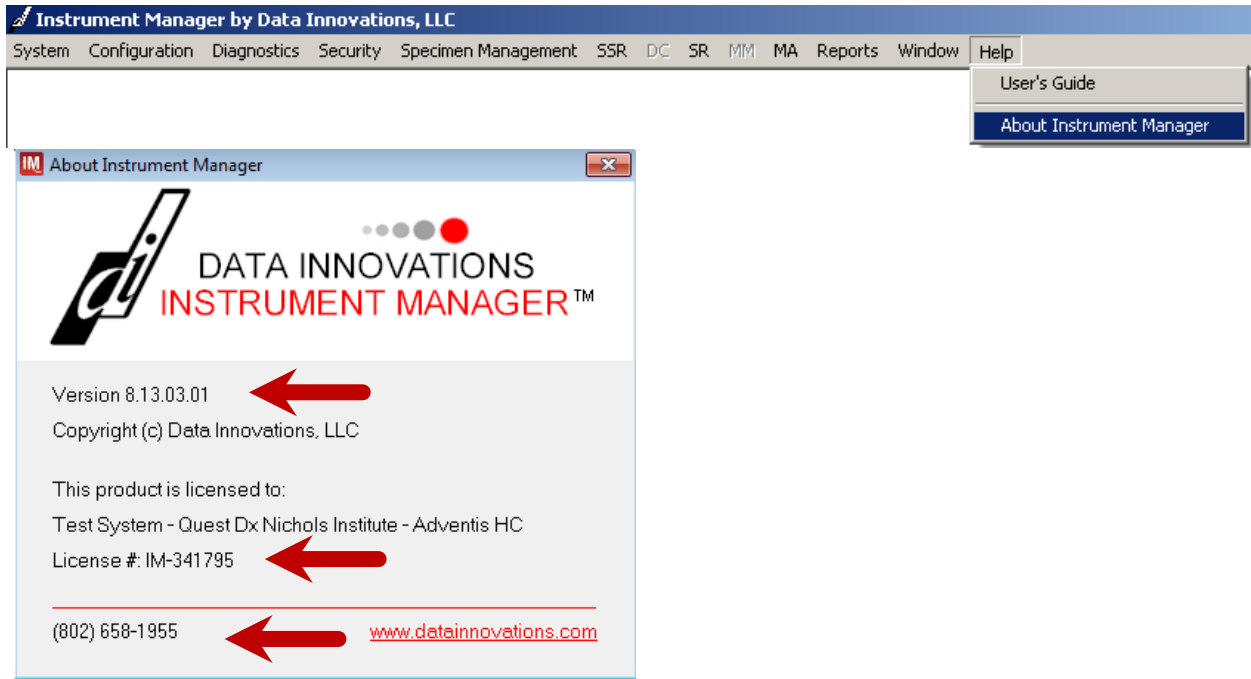 Instrument Manager by Data Innovations, LLC
System Configuration Diagnostics Security Specimen Management SSR DC SR MM MA Reports Window Help
User's Guide
About Instrument Manager
IM About Instrument Manager
di
DATA INNOVATIONS
INSTRUMENT MANAGER™
Version 8.13.03.01
Copyright (c) Data Innovations, LLC
This product is licensed to:
Test System - Quest Dx Nichols Institute - Adventis HC
License #: IM-341795
(802) 658-1955 www.datainnovations.com